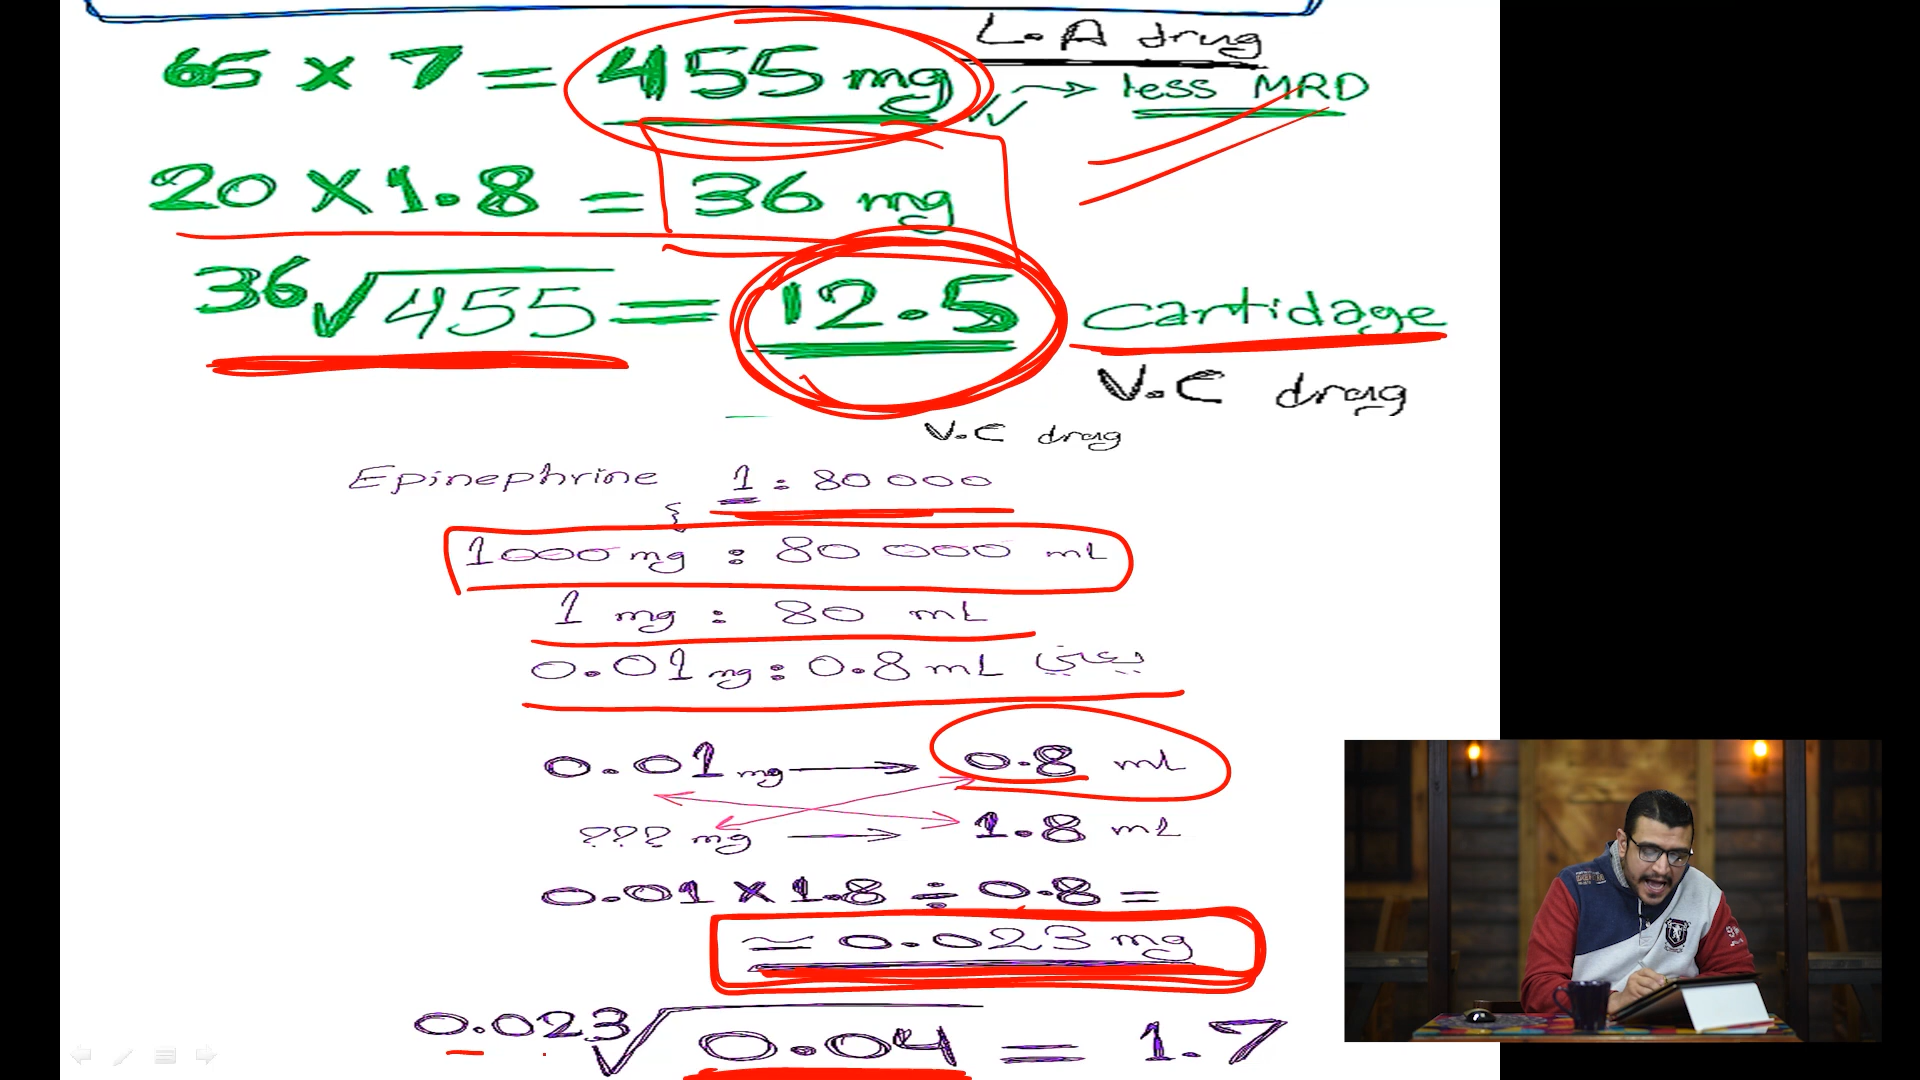 L.A drug
65 x 7 = 455 mg → less MRD
20 x 1.8 = 36 mg
36 √455 = 12.5 cartidage
V.C drag
V.C drag
Epinephrine 1 : 80 000
1000 mg : 80 000 mL
1 mg : 80 mL
0.01 mg : 0.8 mL يعني
0.01 mg → 0.8 mL
??? mg → 1.8 mL
0.01 x 1.8 ÷ 0.8 =
≃ 0.023 mg
0.023 √0.04 = 1.7